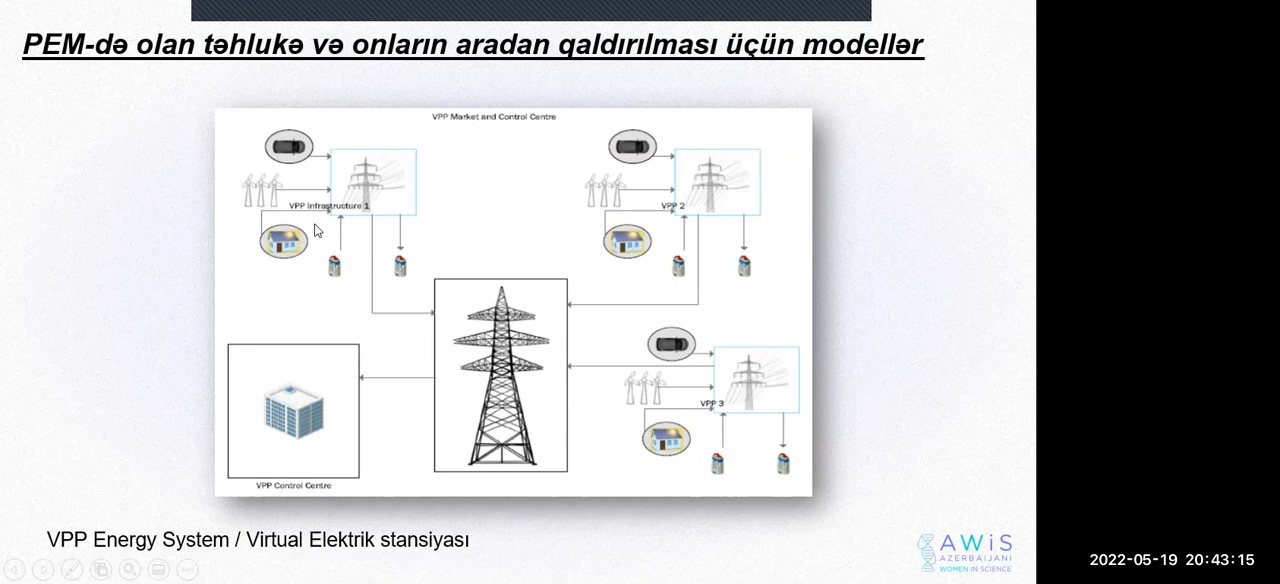 PEM-də olan təhlukə və onların aradan qaldırılması üçün modellər
VPP Market and Control Centre
VPP Infrastructure 1
VPP 2
VPP 3
VPP Control Centre
VPP Energy System / Virtual Elektrik stansiyası
AWiS
AZERBAIJANI
WOMEN IN SCIENCE
2022-05-19 20:43:15